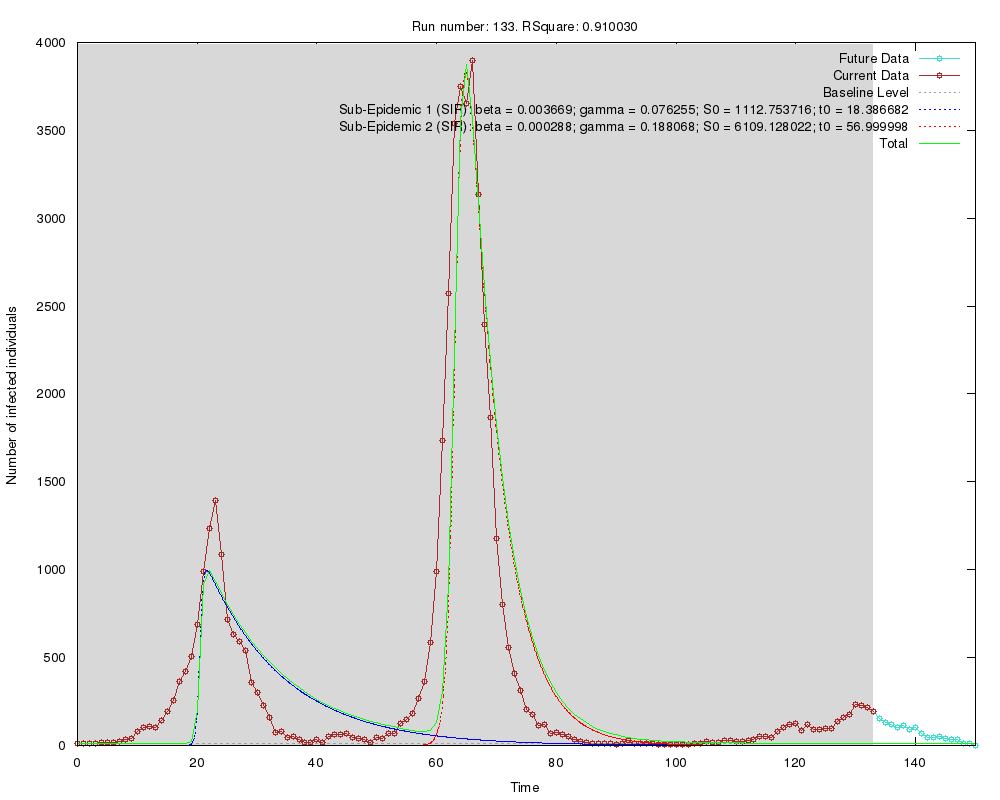 Run number: 133. RSquare: 0.910030
Future Data
Current Data
Baseline Level
Sub-Epidemic 1 (SIF): beta = 0.003669; gamma = 0.076255; S0 = 1112.753716; t0 = 18.386682
Sub-Epidemic 2 (SIF): beta = 0.000288; gamma = 0.188068; S0 = 6109.128022; t0 = 56.999998
Total
4000
3500
3000
2500
2000
1500
1000
500
0
Number of infected individuals
0 20 40 60 80 100 120 140
Time